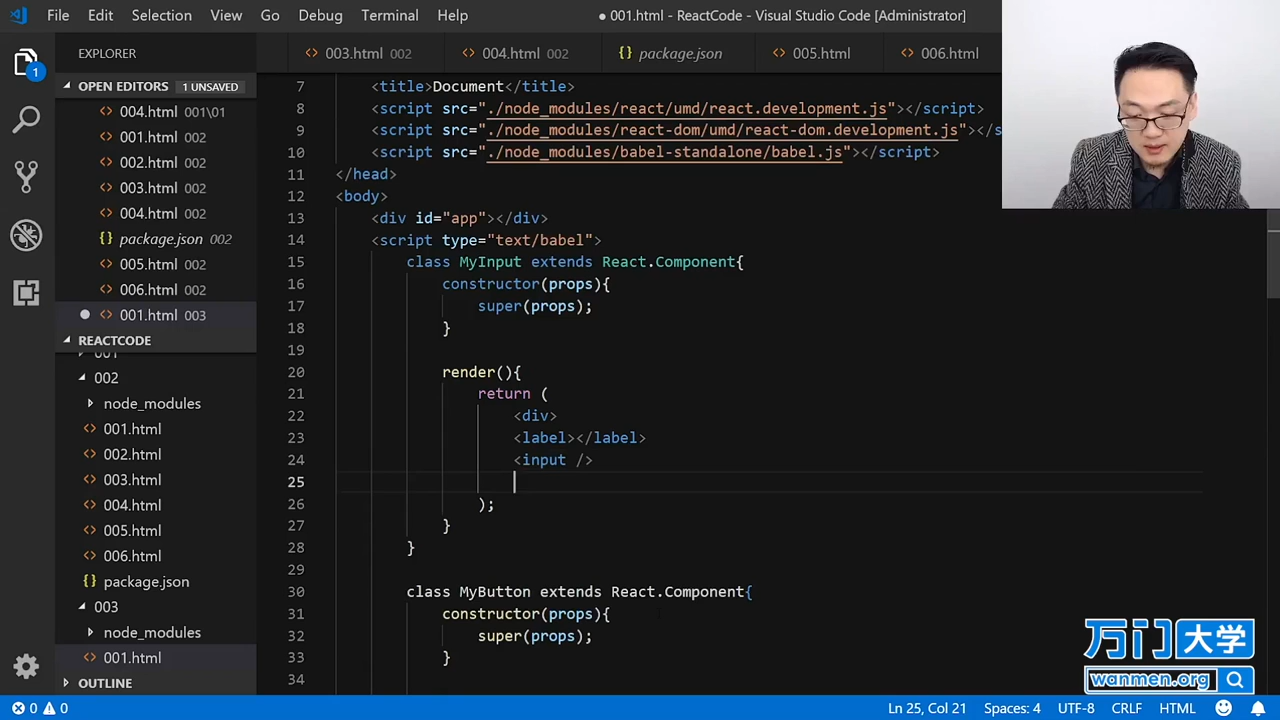 File Edit Selection View Go Debug Terminal Help
● 001.html - ReactCode - Visual Studio Code [Administrator]
EXPLORER
003.html 002
004.html 002
package.json
005.html
006.html
OPEN EDITORS 1 UNSAVED
004.html 001\01
001.html 002
002.html 002
003.html 002
004.html 002
package.json 002
005.html 002
006.html 002
001.html 003
REACTCODE
001
002
node_modules
001.html
002.html
003.html
004.html
005.html
006.html
package.json
003
node_modules
001.html
OUTLINE
7 <title>Document</title>
8 <script src="./node_modules/react/umd/react.development.js"></script>
9 <script src="./node_modules/react-dom/umd/react-dom.development.js"></s
10 <script src="./node_modules/babel-standalone/babel.js"></script>
11 </head>
12 <body>
13 <div id="app"></div>
14 <script type="text/babel">
15 class MyInput extends React.Component{
16 constructor(props){
17 super(props);
18 }
19
20 render(){
21 return (
22 <div>
23 <label></label>
24 <input />
25
26 );
27 }
28 }
29
30 class MyButton extends React.Component{
31 constructor(props){
32 super(props);
33 }
34
万门大学
wanmen.org
1
0 0
Ln 25, Col 21 Spaces: 4 UTF-8 CRLF HTML